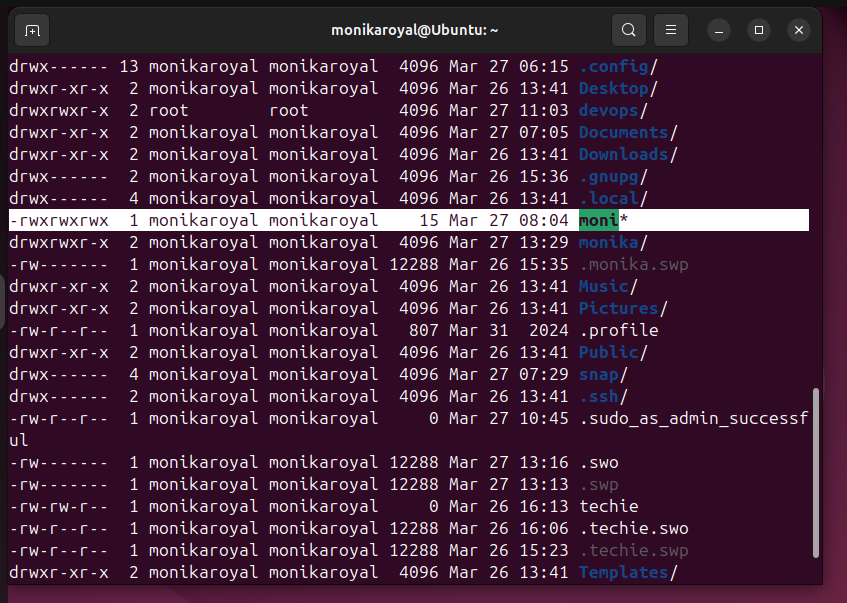 monikaroyal@Ubuntu: ~
drwx------ 13 monikaroyal monikaroyal  4096 Mar 27 06:15 .config/
drwxr-xr-x  2 monikaroyal monikaroyal  4096 Mar 26 13:41 Desktop/
drwxrwxr-x  2 root        root         4096 Mar 27 11:03 devops/
drwxr-xr-x  2 monikaroyal monikaroyal  4096 Mar 27 07:05 Documents/
drwxr-xr-x  2 monikaroyal monikaroyal  4096 Mar 26 13:41 Downloads/
drwx------  2 monikaroyal monikaroyal  4096 Mar 26 15:36 .gnupg/
drwx------  4 monikaroyal monikaroyal  4096 Mar 26 13:41 .local/
-rwxrwxrwx  1 monikaroyal monikaroyal    15 Mar 27 08:04 moni*
drwxrwxr-x  2 monikaroyal monikaroyal  4096 Mar 27 13:29 monika/
-rw-------  1 monikaroyal monikaroyal 12288 Mar 26 15:35 .monika.swp
drwxr-xr-x  2 monikaroyal monikaroyal  4096 Mar 26 13:41 Music/
drwxr-xr-x  2 monikaroyal monikaroyal  4096 Mar 26 13:41 Pictures/
-rw-r--r--  1 monikaroyal monikaroyal   807 Mar 31  2024 .profile
drwxr-xr-x  2 monikaroyal monikaroyal  4096 Mar 26 13:41 Public/
drwx------  4 monikaroyal monikaroyal  4096 Mar 27 07:29 snap/
drwx------  2 monikaroyal monikaroyal  4096 Mar 26 13:41 .ssh/
-rw-r--r--  1 monikaroyal monikaroyal     0 Mar 27 10:45 .sudo_as_admin_successf
ul
-rw-------  1 monikaroyal monikaroyal 12288 Mar 27 13:16 .swo
-rw-------  1 monikaroyal monikaroyal 12288 Mar 27 13:13 .swp
-rw-rw-r--  1 monikaroyal monikaroyal     0 Mar 26 16:13 techie
-rw-r--r--  1 monikaroyal monikaroyal 12288 Mar 26 16:06 .techie.swo
-rw-r--r--  1 monikaroyal monikaroyal 12288 Mar 26 15:23 .techie.swp
drwxr-xr-x  2 monikaroyal monikaroyal  4096 Mar 26 13:41 Templates/